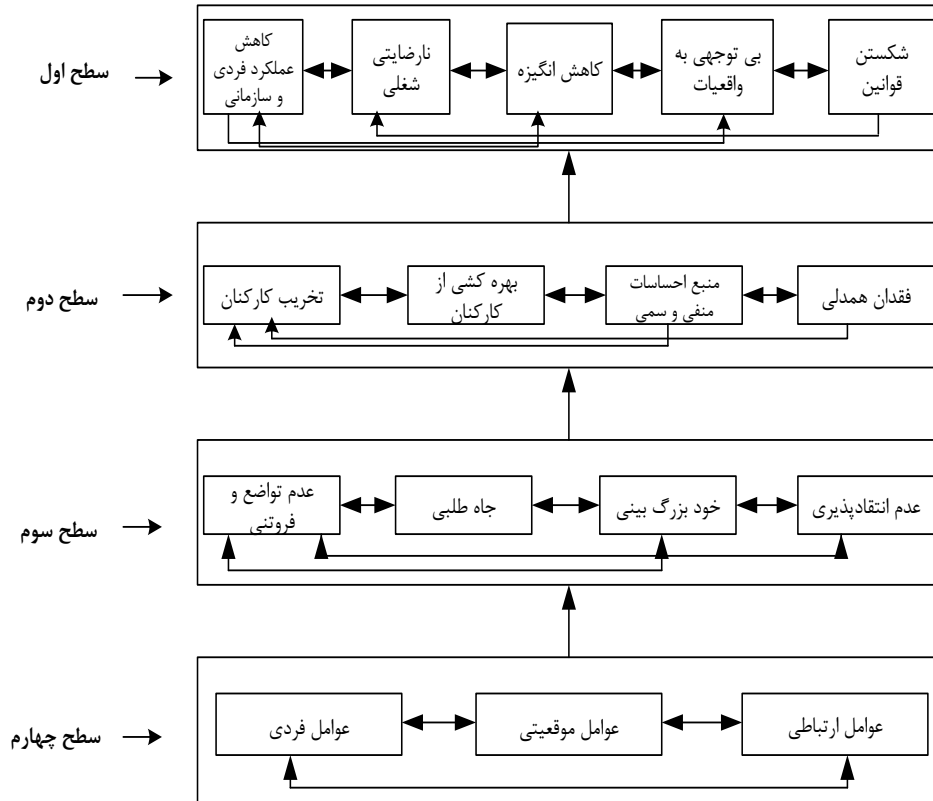 سطح اول
شکستن
قوانین
بی توجهی به
واقعیات
کاهش انگیزه
نارضایتی
شغلی
کاهش
عملکرد فردی
و سازمانی
سطح دوم
فقدان همدلی
منبع احساسات
منفی و سمی
بهره کشی از
کارکنان
تخریب کارکنان
سطح سوم
عدم انتقادپذیری
خود بزرگ بینی
جاه طلبی
عدم تواضع و
فروتنی
سطح چهارم
عوامل ارتباطی
عوامل موقعیتی
عوامل فردی